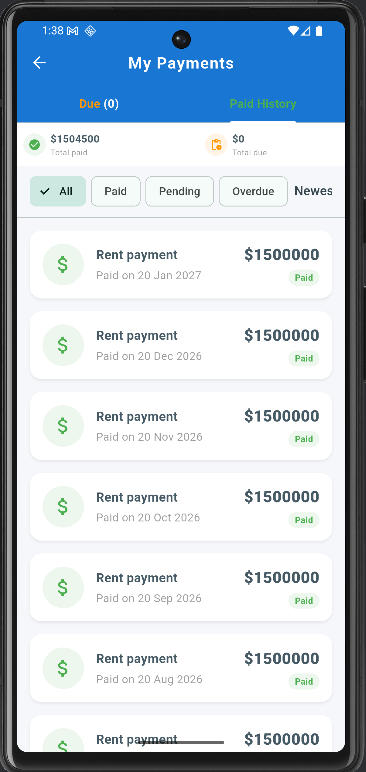 1:38
My Payments
Due (0)
Paid History
$1504500
Total paid
$0
Total due
All
Paid
Pending
Overdue
Newes
Rent payment
$1500000
Paid on 20 Jan 2027
Paid
Rent payment
$1500000
Paid on 20 Dec 2026
Paid
Rent payment
$1500000
Paid on 20 Nov 2026
Paid
Rent payment
$1500000
Paid on 20 Oct 2026
Paid
Rent payment
$1500000
Paid on 20 Sep 2026
Paid
Rent payment
$1500000
Paid on 20 Aug 2026
Paid
Rent payment
$1500000